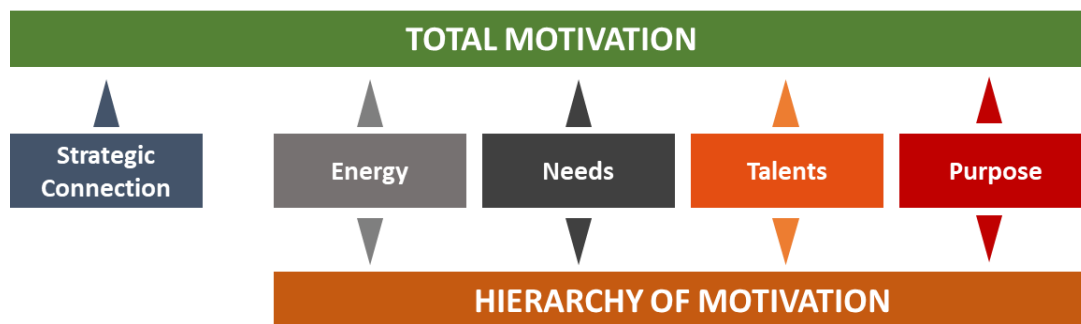 TOTAL MOTIVATION
Strategic
Connection
Energy
Needs
Talents
Purpose
HIERARCHY OF MOTIVATION